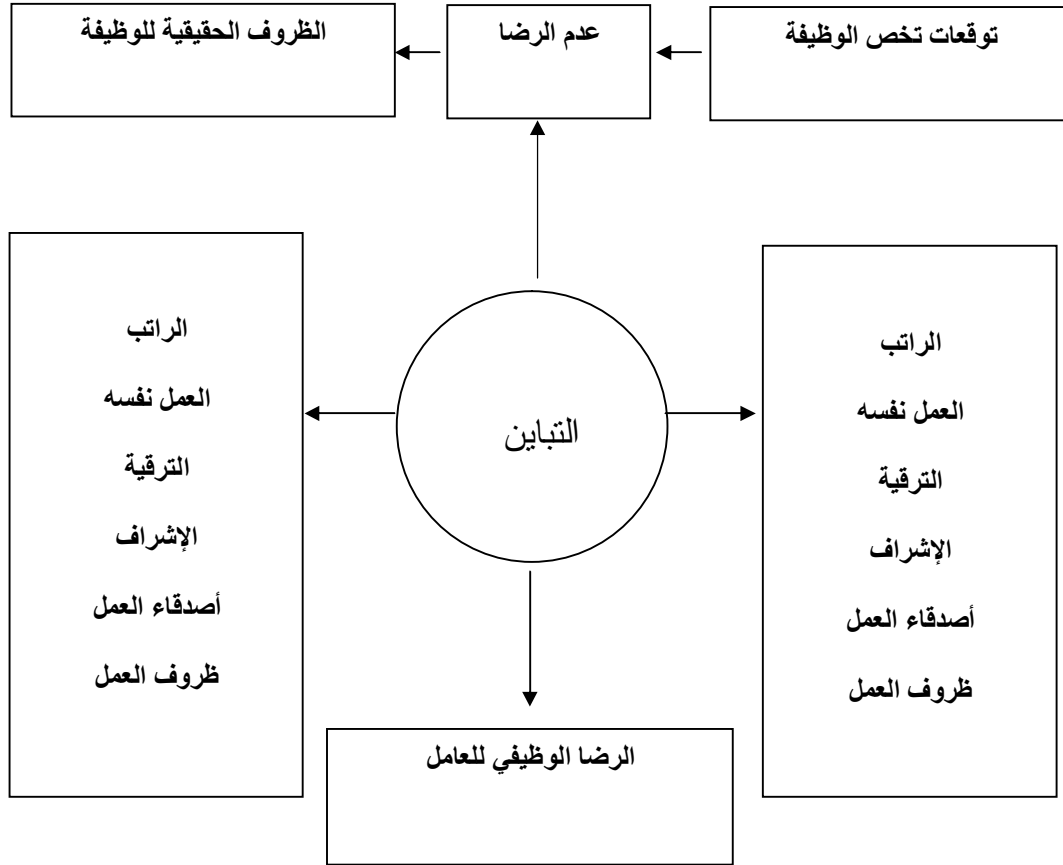 توقعات تخص الوظيفة
عدم الرضا
الظروف الحقيقية للوظيفة
الراتب
العمل نفسه
الترقية
الإشراف
أصدقاء العمل
ظروف العمل
التباين
الراتب
العمل نفسه
الترقية
الإشراف
أصدقاء العمل
ظروف العمل
الرضا الوظيفي للعامل